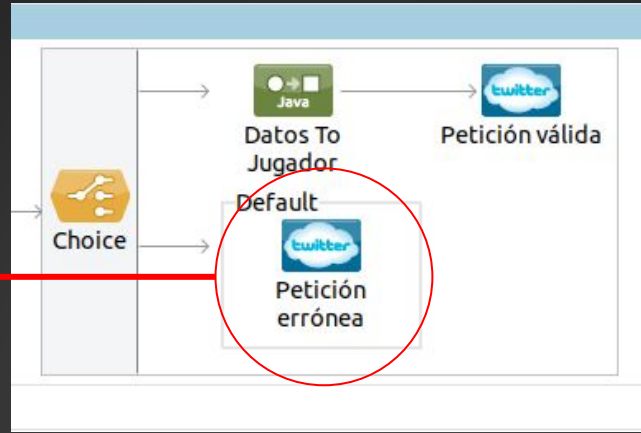 Java
twitter
Datos To
Jugador
Petición válida
Default
Choice
twitter
Petición
errónea